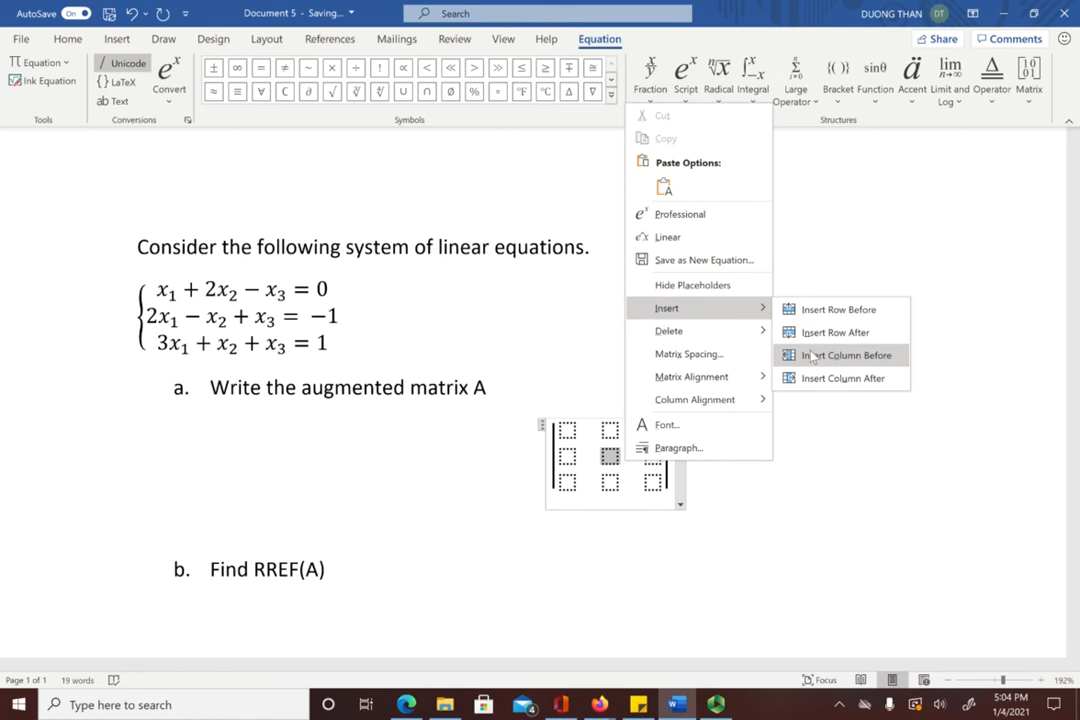 AutoSave On Document 5 - Saving... Search DUONG THAN DT
File Home Insert Draw Design Layout References Mailings Review View Help Equation Share Comments
π Equation / Unicode
Ink Equation {} LaTeX
ab Text
eˣ Convert
± ∞ = ≠ ~ × ÷ ! ∝ < ≪ > ≫ ≤ ≥ ∓ ≅
≈ ≡ ∀ ∁ ∂ √ ∛ ∜ ∪ ∩ ∅ % ° °F °C ∆ ∇
Fraction Script Radical Integral Large Operator Bracket Function Accent Limit and Log Operator Matrix
Tools Conversions Symbols Structures
Cut
Copy
Paste Options:
Professional
Linear
Save as New Equation...
Hide Placeholders
Insert
Delete
Matrix Spacing...
Matrix Alignment
Column Alignment
Font...
Paragraph...
Insert Row Before
Insert Row After
Insert Column Before
Insert Column After
Consider the following system of linear equations.
x₁ + 2x₂ − x₃ = 0
2x₁ − x₂ + x₃ = −1
3x₁ + x₂ + x₃ = 1
a. Write the augmented matrix A
b. Find RREF(A)
Page 1 of 1 19 words Focus 192%
Type here to search 4 5:04 PM
1/4/2021